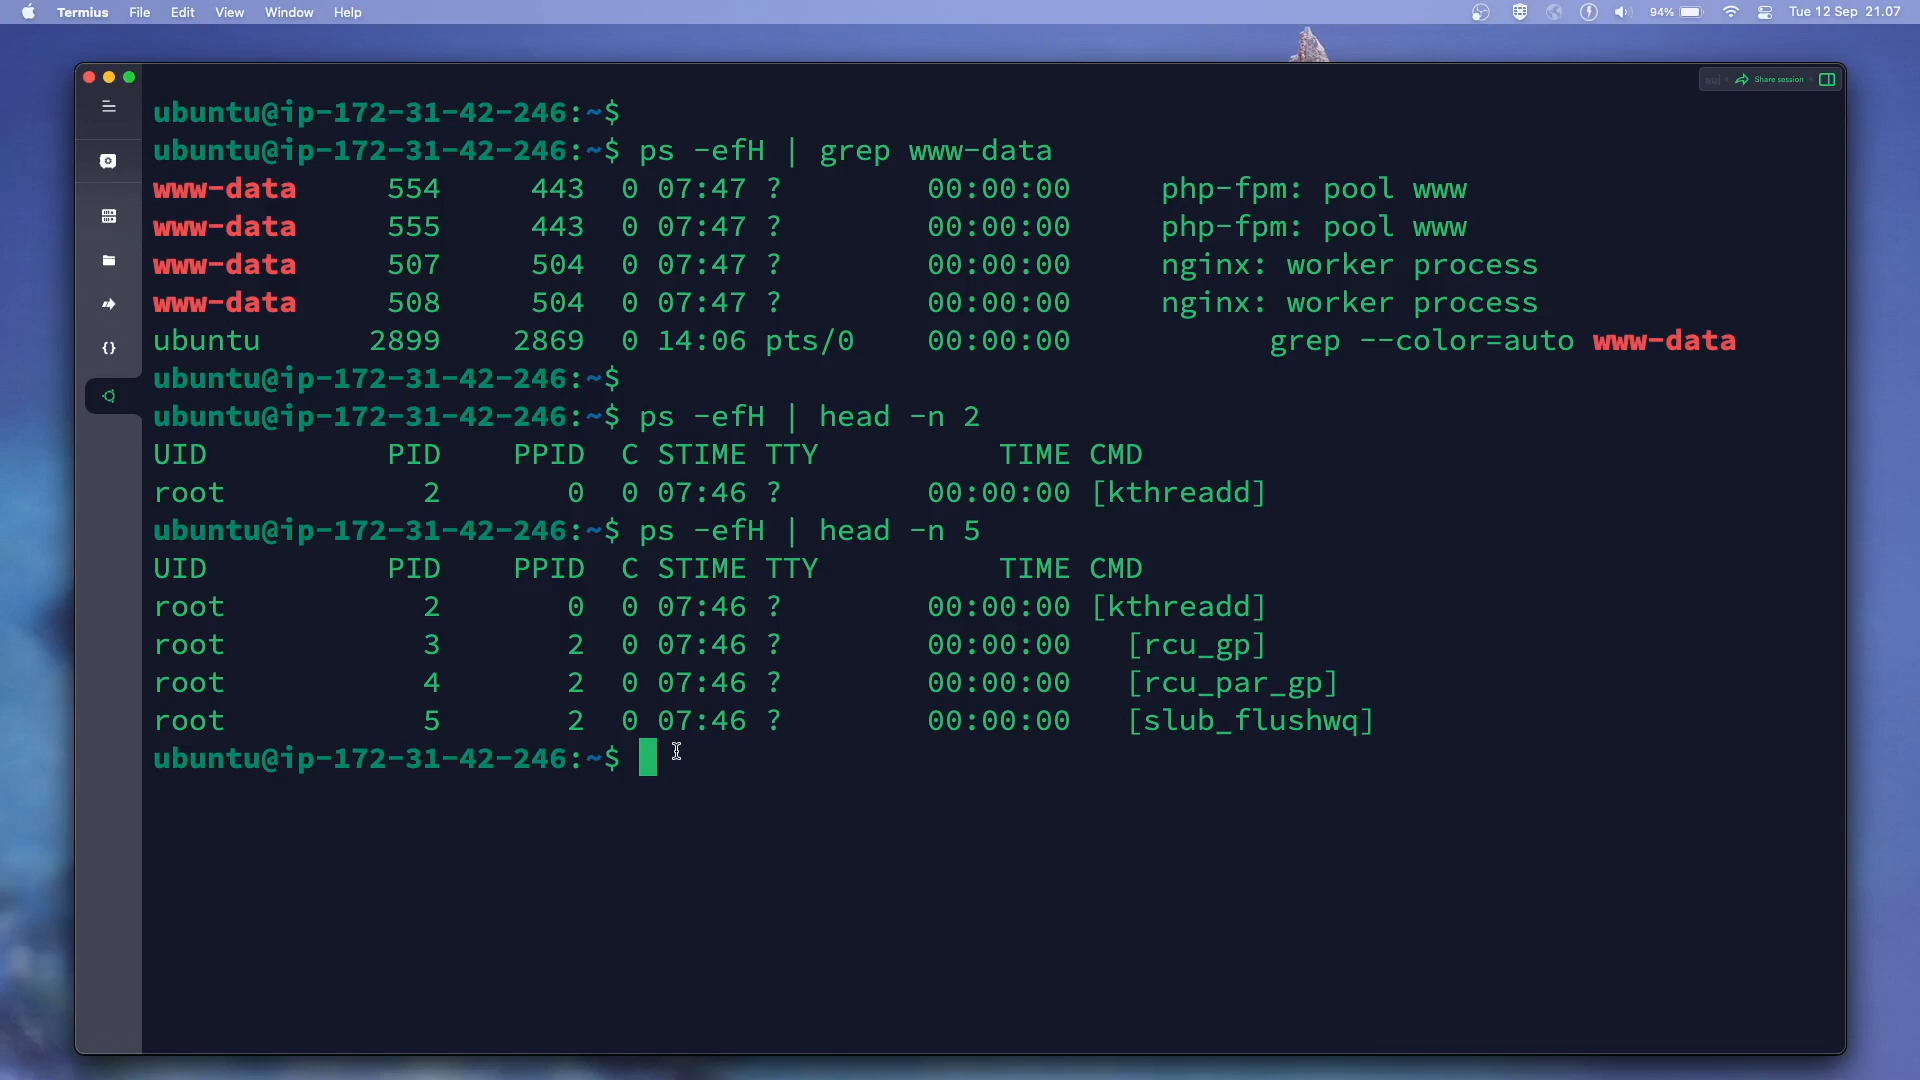 Termius File Edit View Window Help 94% Tue 12 Sep 21.07
Share session
ubuntu@ip-172-31-42-246:~$
ubuntu@ip-172-31-42-246:~$ ps -efH | grep www-data
www-data 554 443 0 07:47 ? 00:00:00 php-fpm: pool www
www-data 555 443 0 07:47 ? 00:00:00 php-fpm: pool www
www-data 507 504 0 07:47 ? 00:00:00 nginx: worker process
www-data 508 504 0 07:47 ? 00:00:00 nginx: worker process
ubuntu 2899 2869 0 14:06 pts/0 00:00:00 grep --color=auto www-data
ubuntu@ip-172-31-42-246:~$
ubuntu@ip-172-31-42-246:~$ ps -efH | head -n 2
UID PID PPID C STIME TTY TIME CMD
root 2 0 0 07:46 ? 00:00:00 [kthreadd]
ubuntu@ip-172-31-42-246:~$ ps -efH | head -n 5
UID PID PPID C STIME TTY TIME CMD
root 2 0 0 07:46 ? 00:00:00 [kthreadd]
root 3 2 0 07:46 ? 00:00:00 [rcu_gp]
root 4 2 0 07:46 ? 00:00:00 [rcu_par_gp]
root 5 2 0 07:46 ? 00:00:00 [slub_flushwq]
ubuntu@ip-172-31-42-246:~$